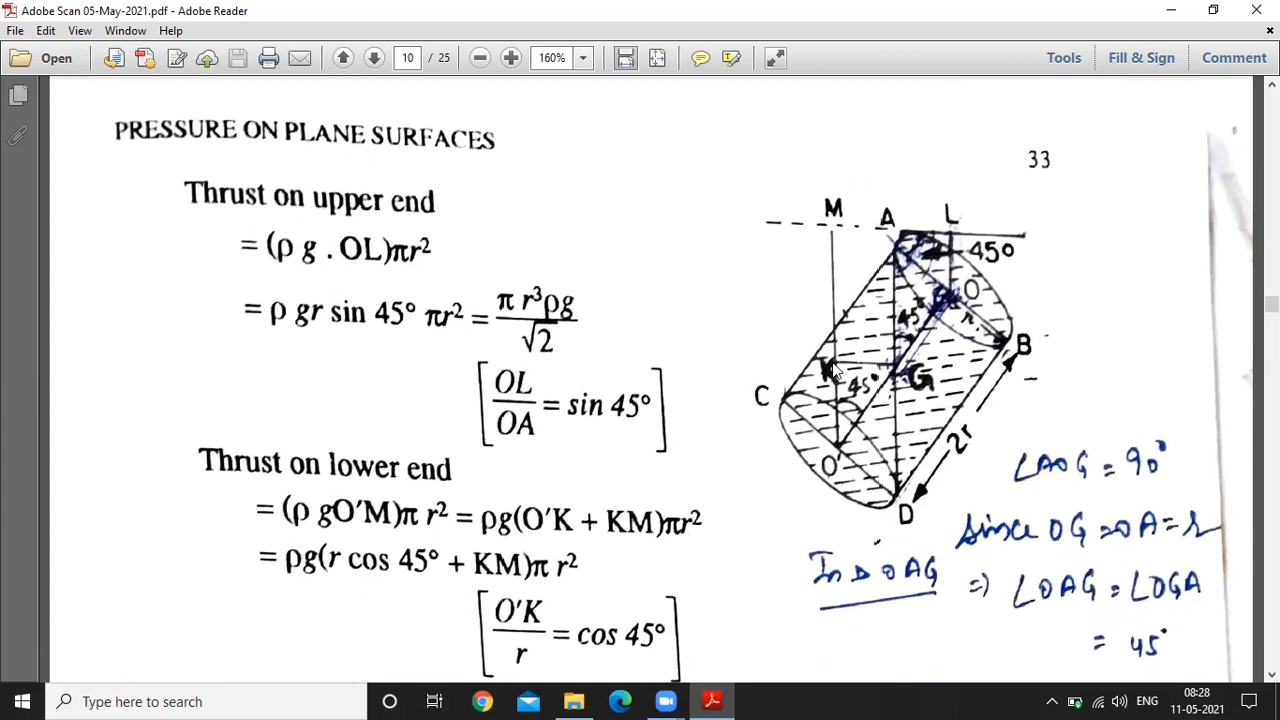 Adobe Scan 05-May-2021.pdf - Adobe Reader
File Edit View Window Help
Open 10 / 25 160% Tools Fill & Sign Comment
PRESSURE ON PLANE SURFACES
33
Thrust on upper end
= (ρ g . OL)πr²
= ρ gr sin 45° πr² = π r³ρg / √2
[OL / OA = sin 45°]
Thrust on lower end
= (ρ gO'M)π r² = ρg(O'K + KM)πr²
= ρg(r cos 45° + KM)π r²
[O'K / r = cos 45°]
M A L
45°
O
45°
r
B
K 45° G
C
2r
O'
D
∠AOG = 90°
Since OG = OA = r
In Δ OAG ⇒ ∠OAG = ∠OGA
= 45°
Type here to search
ENG
08:28
11-05-2021